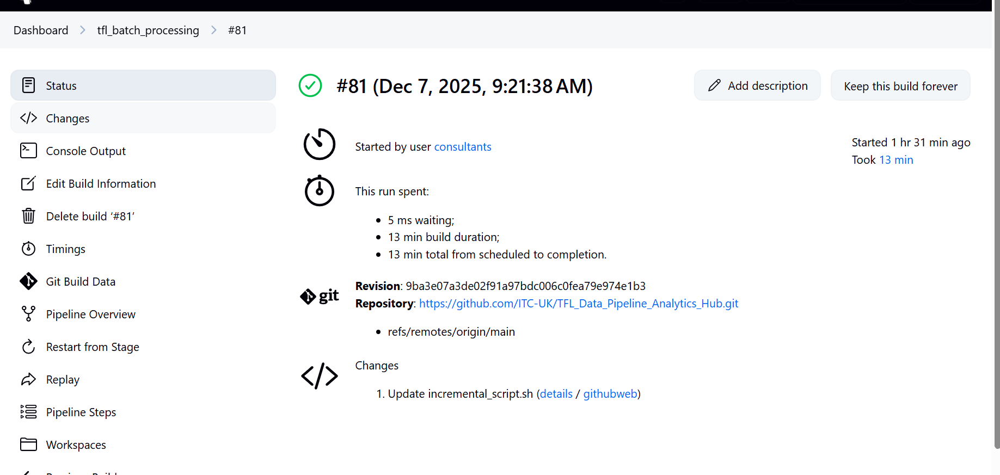 Dashboard > tfl_batch_processing > #81
Status
Changes
Console Output
Edit Build Information
Delete build ‘#81’
Timings
Git Build Data
Pipeline Overview
Restart from Stage
Replay
Pipeline Steps
Workspaces
#81 (Dec 7, 2025, 9:21:38 AM)
Add description
Keep this build forever
Started by user consultants
Started 1 hr 31 min ago
Took 13 min
This run spent:
• 5 ms waiting;
• 13 min build duration;
• 13 min total from scheduled to completion.
git
Revision: 9ba3e07a3de02f91a97bdc006c0fea79e974e1b3
Repository: https://github.com/ITC-UK/TFL_Data_Pipeline_Analytics_Hub.git
• refs/remotes/origin/main
Changes
1. Update incremental_script.sh (details / githubweb)